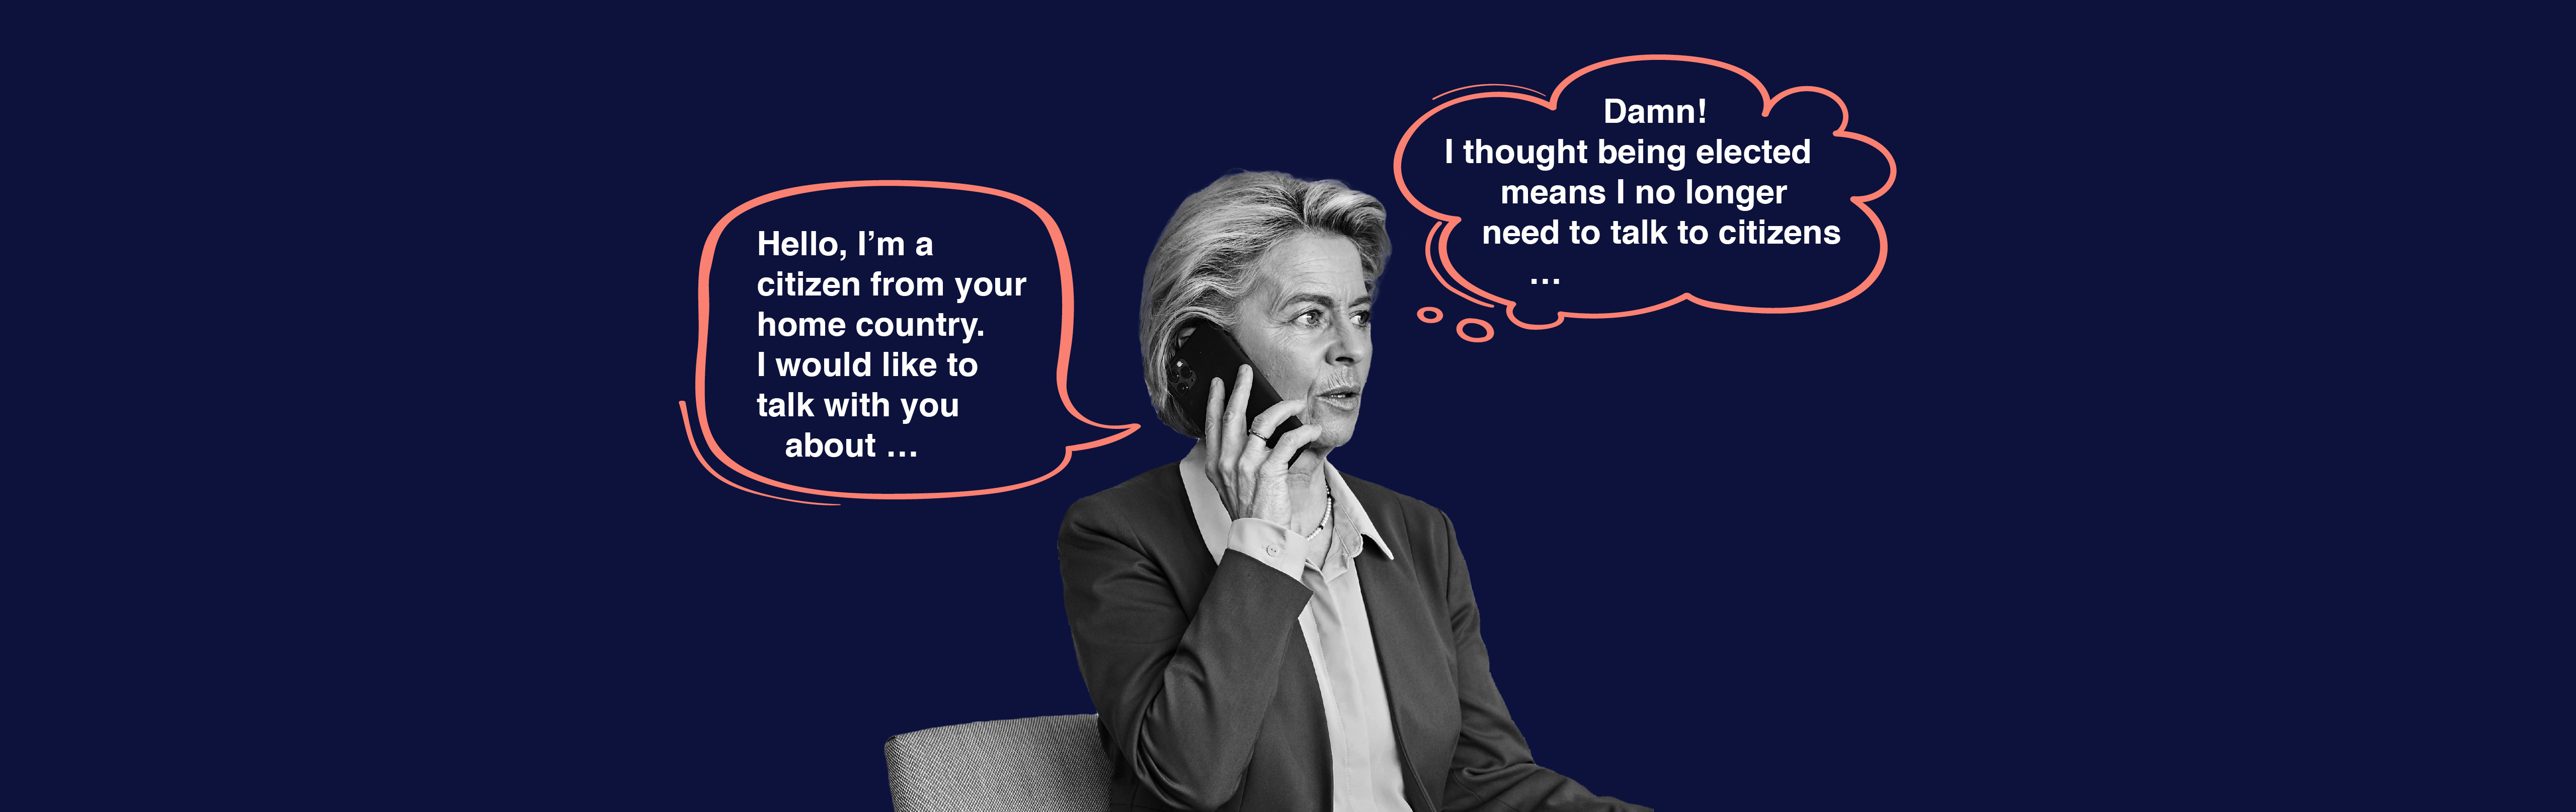 Hello, I’m a
citizen from your
home country.
I would like to
talk with you
about ...
Damn!
I thought being elected
means I no longer
need to talk to citizens
...